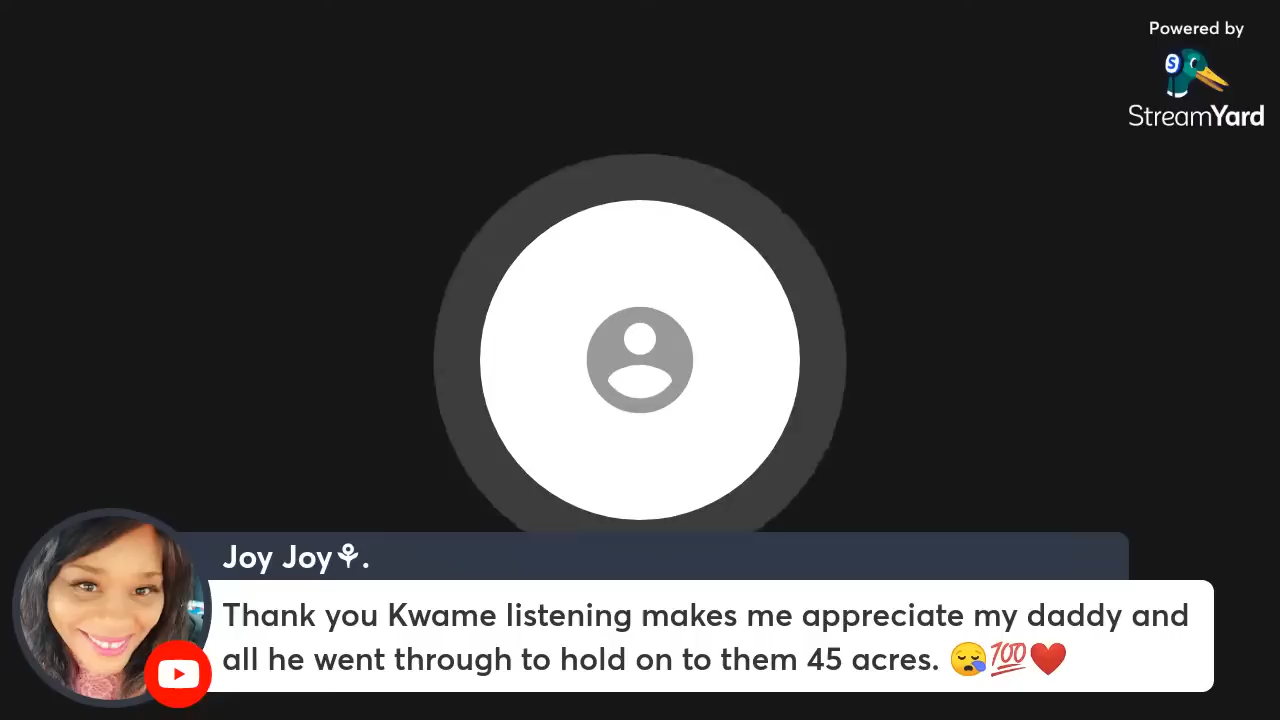 Powered by
S
StreamYard
Joy Joy⚘.
Thank you Kwame listening makes me appreciate my daddy and
all he went through to hold on to them 45 acres. 😪💯❤️